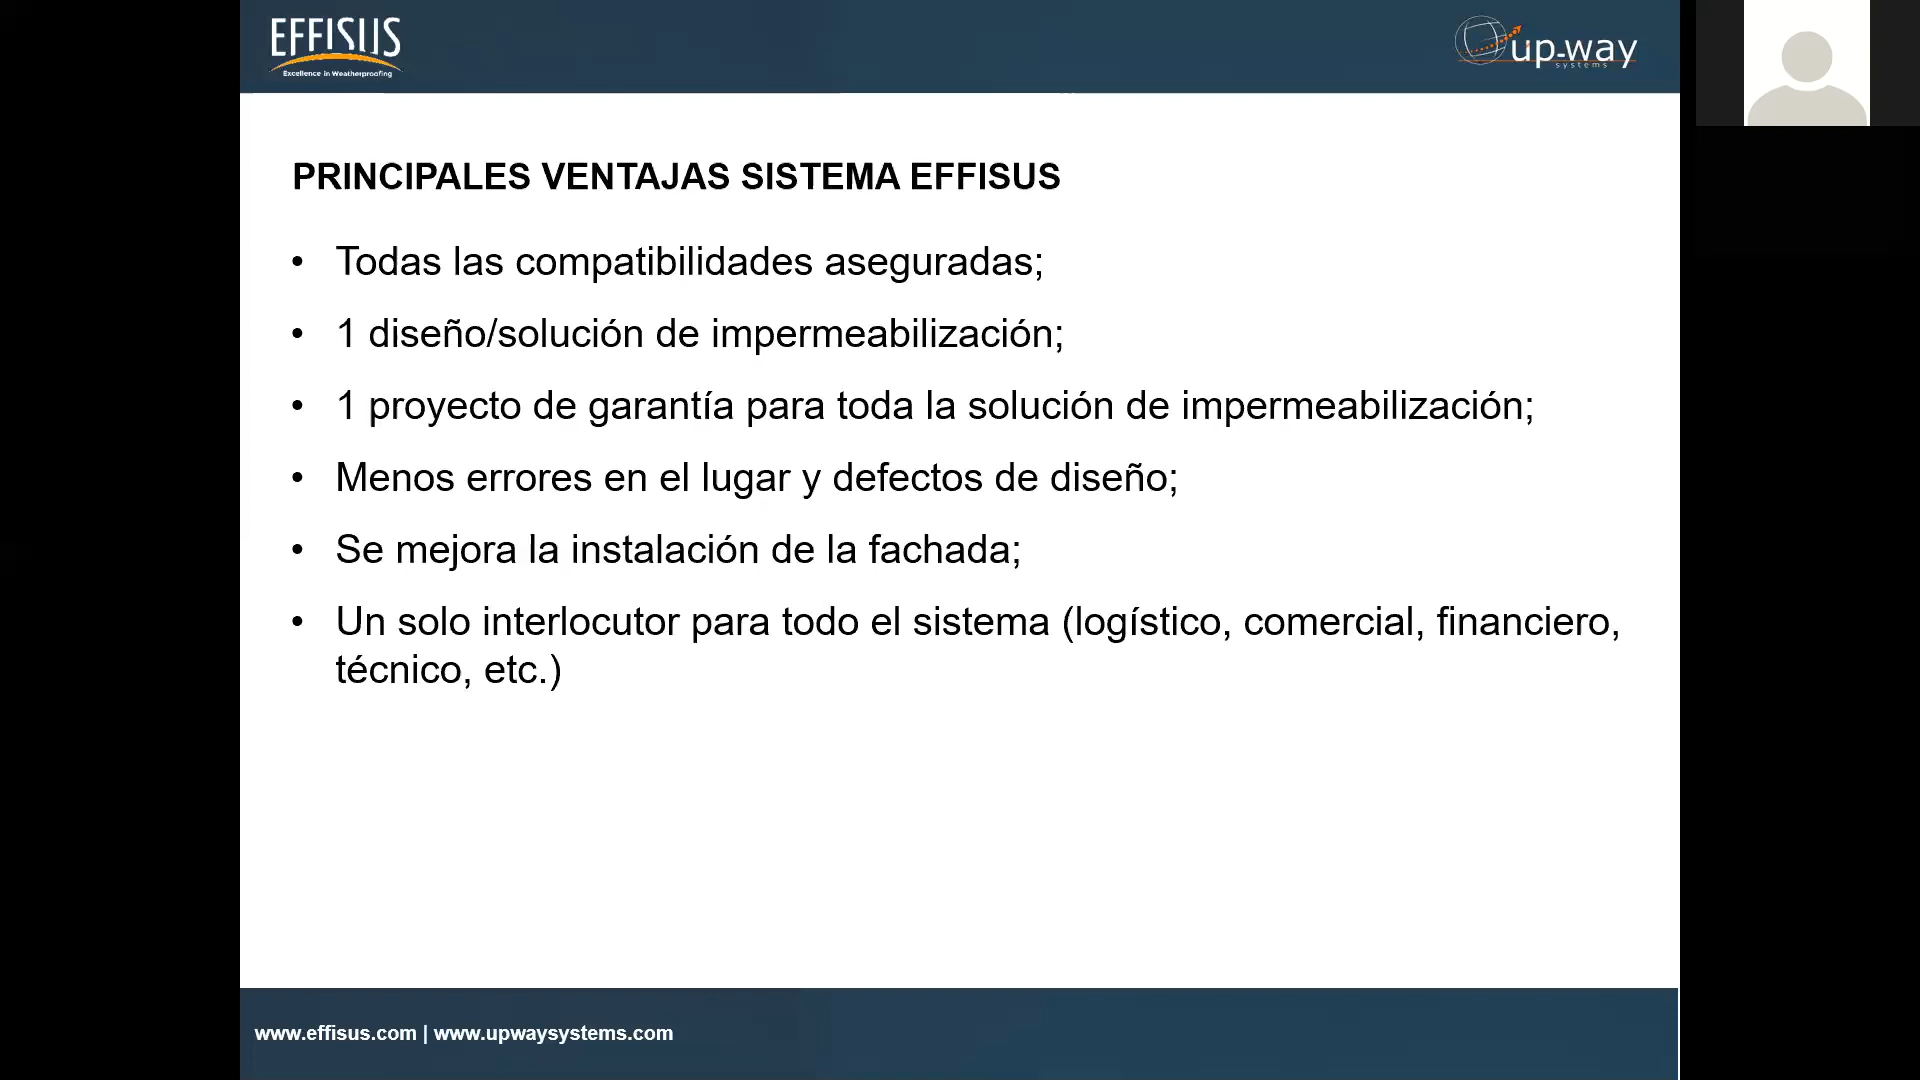 EFFISUS
Excellence in Weatherproofing
up-way
systems
PRINCIPALES VENTAJAS SISTEMA EFFISUS
• Todas las compatibilidades aseguradas;
• 1 diseño/solución de impermeabilización;
• 1 proyecto de garantía para toda la solución de impermeabilización;
• Menos errores en el lugar y defectos de diseño;
• Se mejora la instalación de la fachada;
• Un solo interlocutor para todo el sistema (logístico, comercial, financiero,
técnico, etc.)
www.effisus.com | www.upwaysystems.com